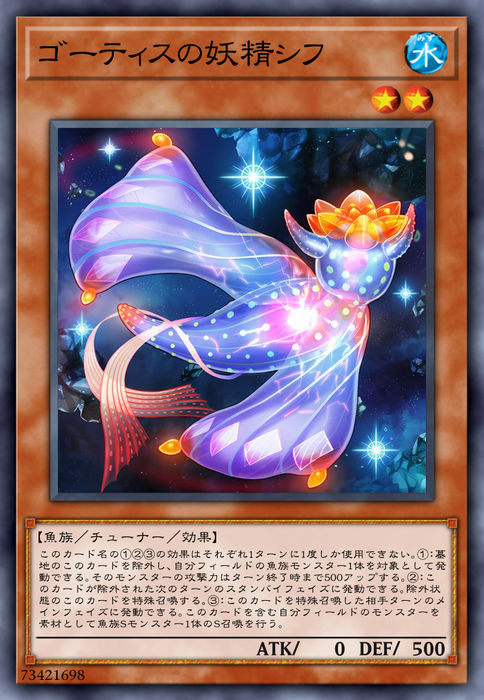 ゴーティスの妖精シフ
みず
水
【魚族／チューナー／効果】
このカード名の①②③の効果はそれぞれ1ターンに1度しか使用できない。①：墓
地のこのカードを除外し、自分フィールドの魚族モンスター1体を対象として発
動できる。そのモンスターの攻撃力はターン終了時まで500アップする。②：こ
のカードが除外された次のターンのスタンバイフェイズに発動できる。除外状
態のこのカードを特殊召喚する。③：このカードを特殊召喚した相手ターンのメ
インフェイズに発動できる。このカードを含む自分フィールドのモンスターを
素材として魚族Sモンスター1体のS召喚を行う。
ATK/ 0 DEF/ 500
73421698